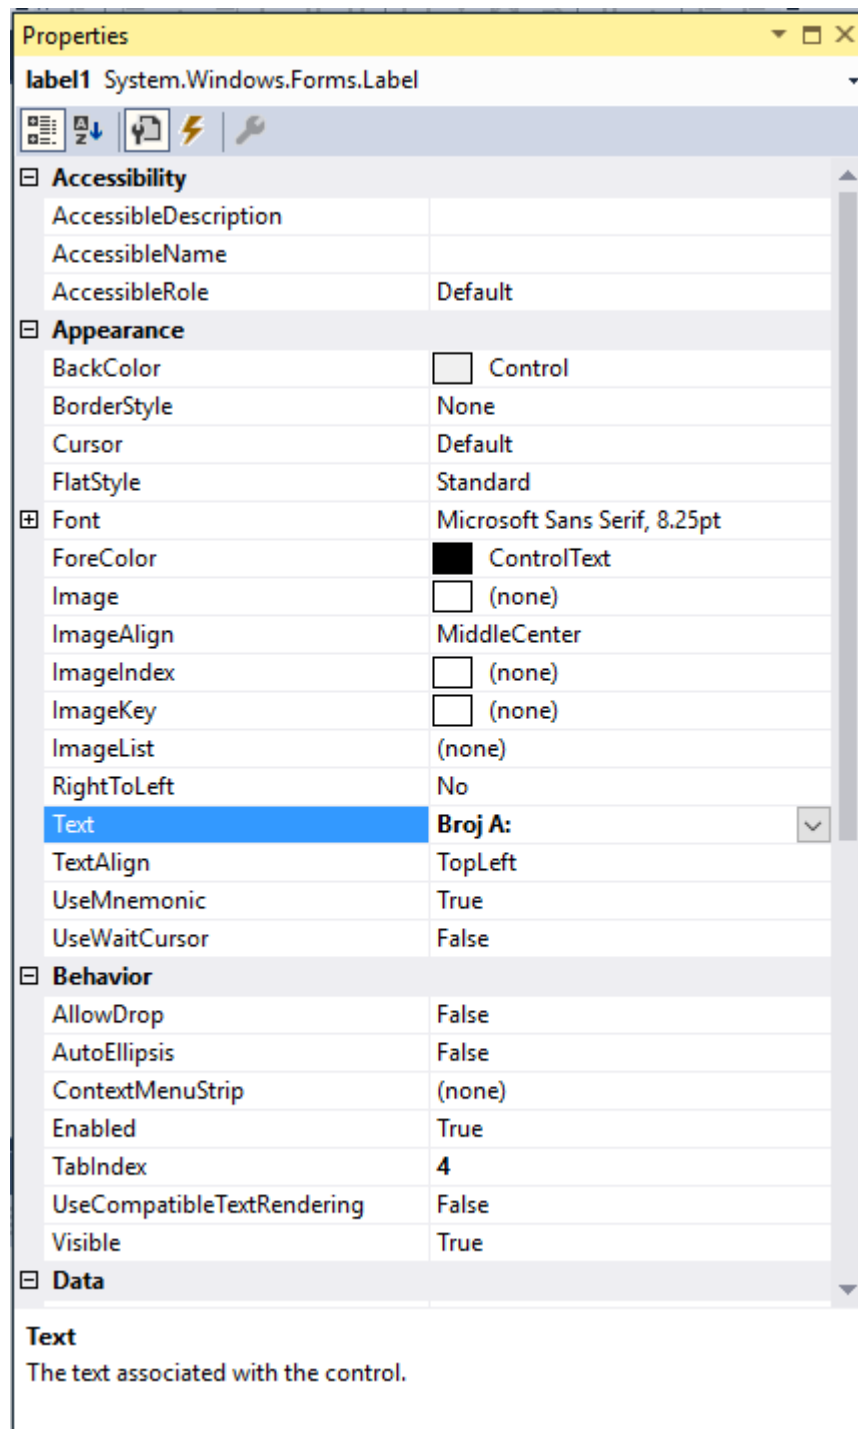 Properties
label1 System.Windows.Forms.Label
Accessibility
AccessibleDescription
AccessibleName
AccessibleRole Default
Appearance
BackColor Control
BorderStyle None
Cursor Default
FlatStyle Standard
Font Microsoft Sans Serif, 8.25pt
ForeColor ControlText
Image (none)
ImageAlign MiddleCenter
ImageIndex (none)
ImageKey (none)
ImageList (none)
RightToLeft No
Text Broj A:
TextAlign TopLeft
UseMnemonic True
UseWaitCursor False
Behavior
AllowDrop False
AutoEllipsis False
ContextMenuStrip (none)
Enabled True
TabIndex 4
UseCompatibleTextRendering False
Visible True
Data
Text
The text associated with the control.